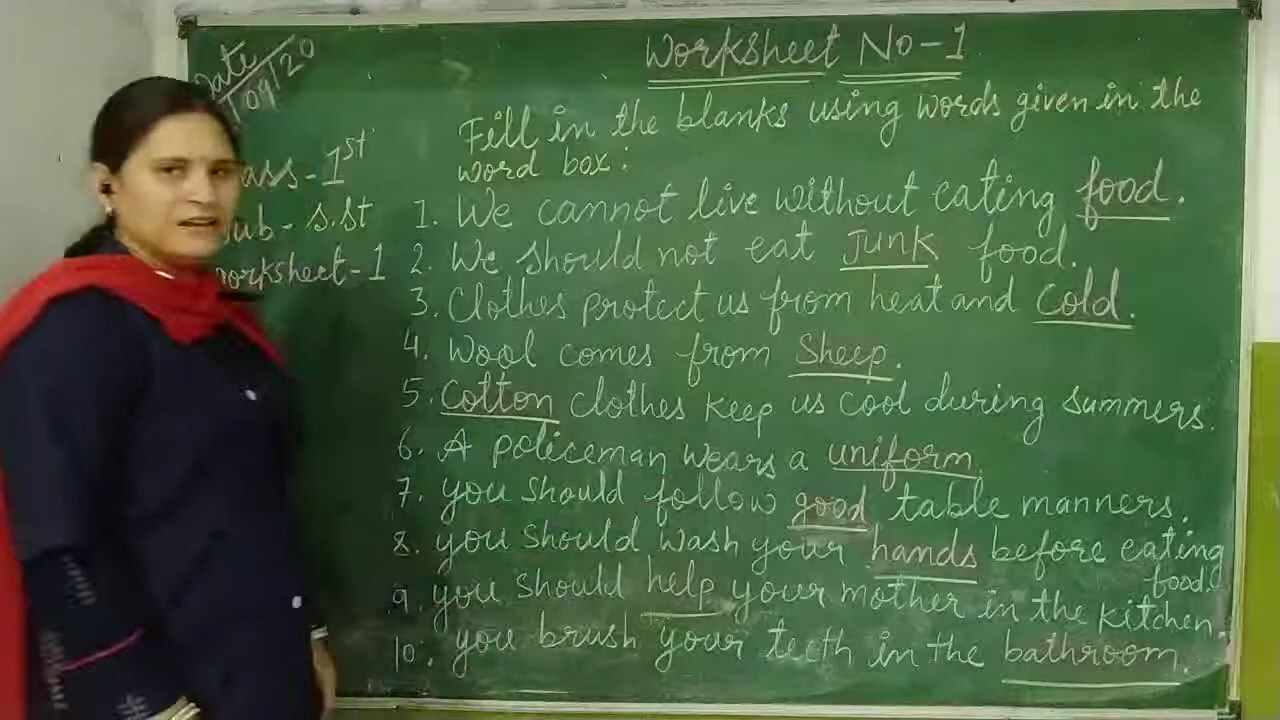 Date
09/20
ass - 1st
Sub - S.St
worksheet - 1
Worksheet No - 1
Fill in the blanks using words given in the
word box:
1. We cannot live without eating food.
2. We should not eat Junk food.
3. Clothes protect us from heat and cold.
4. Wool comes from Sheep.
5. Cotton clothes keep us cool during summers.
6. A policeman wears a uniform.
7. you should follow good table manners.
8. you should wash your hands before eating
food.
9. you should help your mother in the kitchen.
10. you brush your teeth in the bathroom.